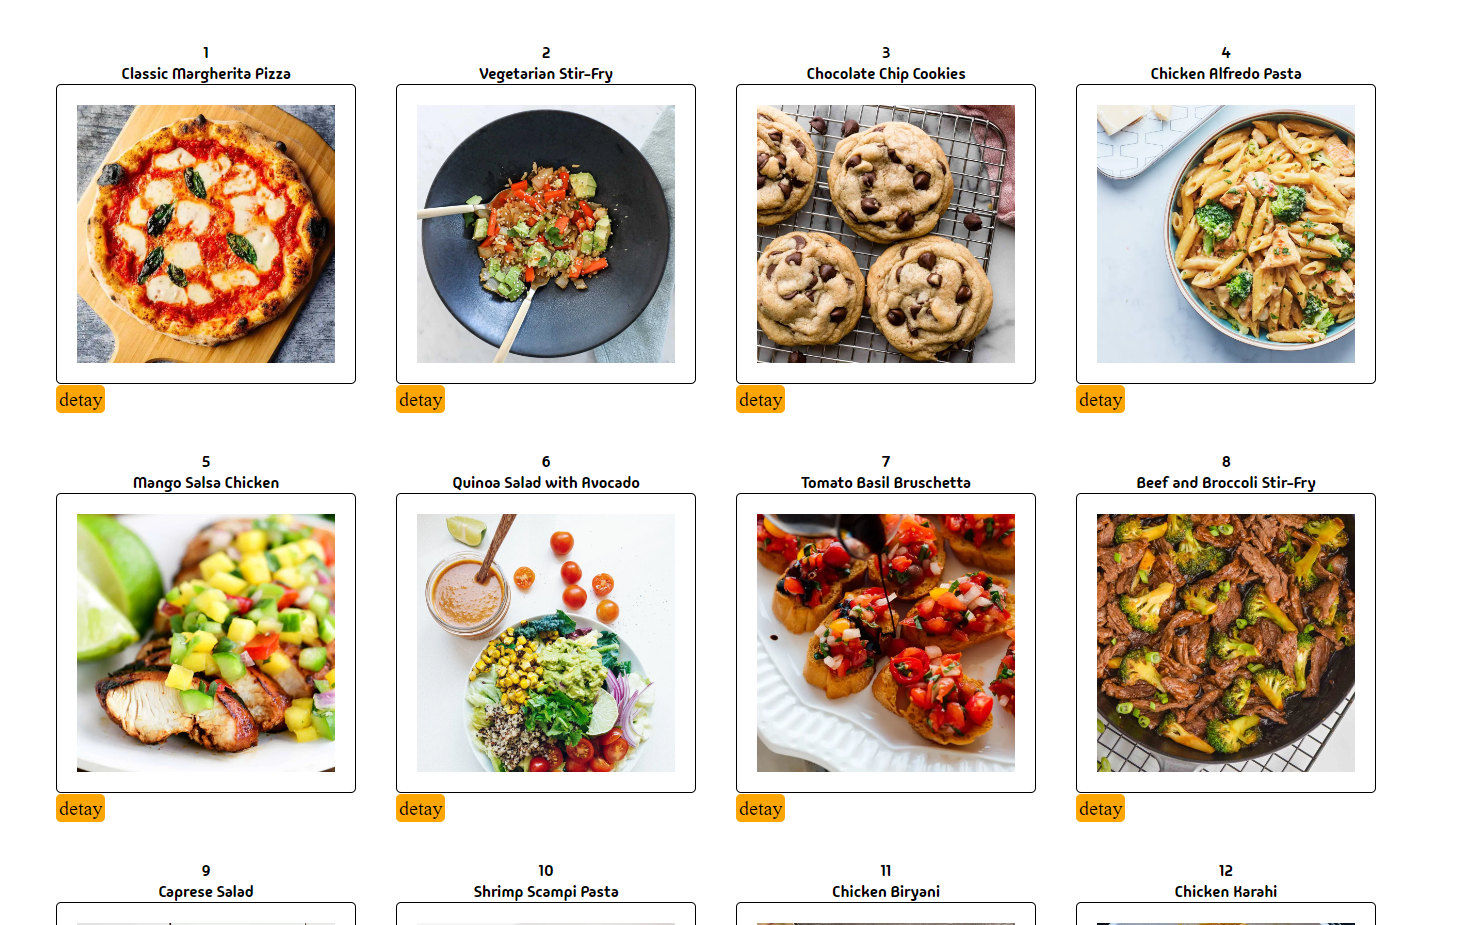 1
Classic Margherita Pizza
2
Vegetarian Stir-Fry
3
Chocolate Chip Cookies
4
Chicken Alfredo Pasta
detay
detay
detay
detay
5
Mango Salsa Chicken
6
Quinoa Salad with Avocado
7
Tomato Basil Bruschetta
8
Beef and Broccoli Stir-Fry
detay
detay
detay
detay
9
Caprese Salad
10
Shrimp Scampi Pasta
11
Chicken Biryani
12
Chicken Karahi